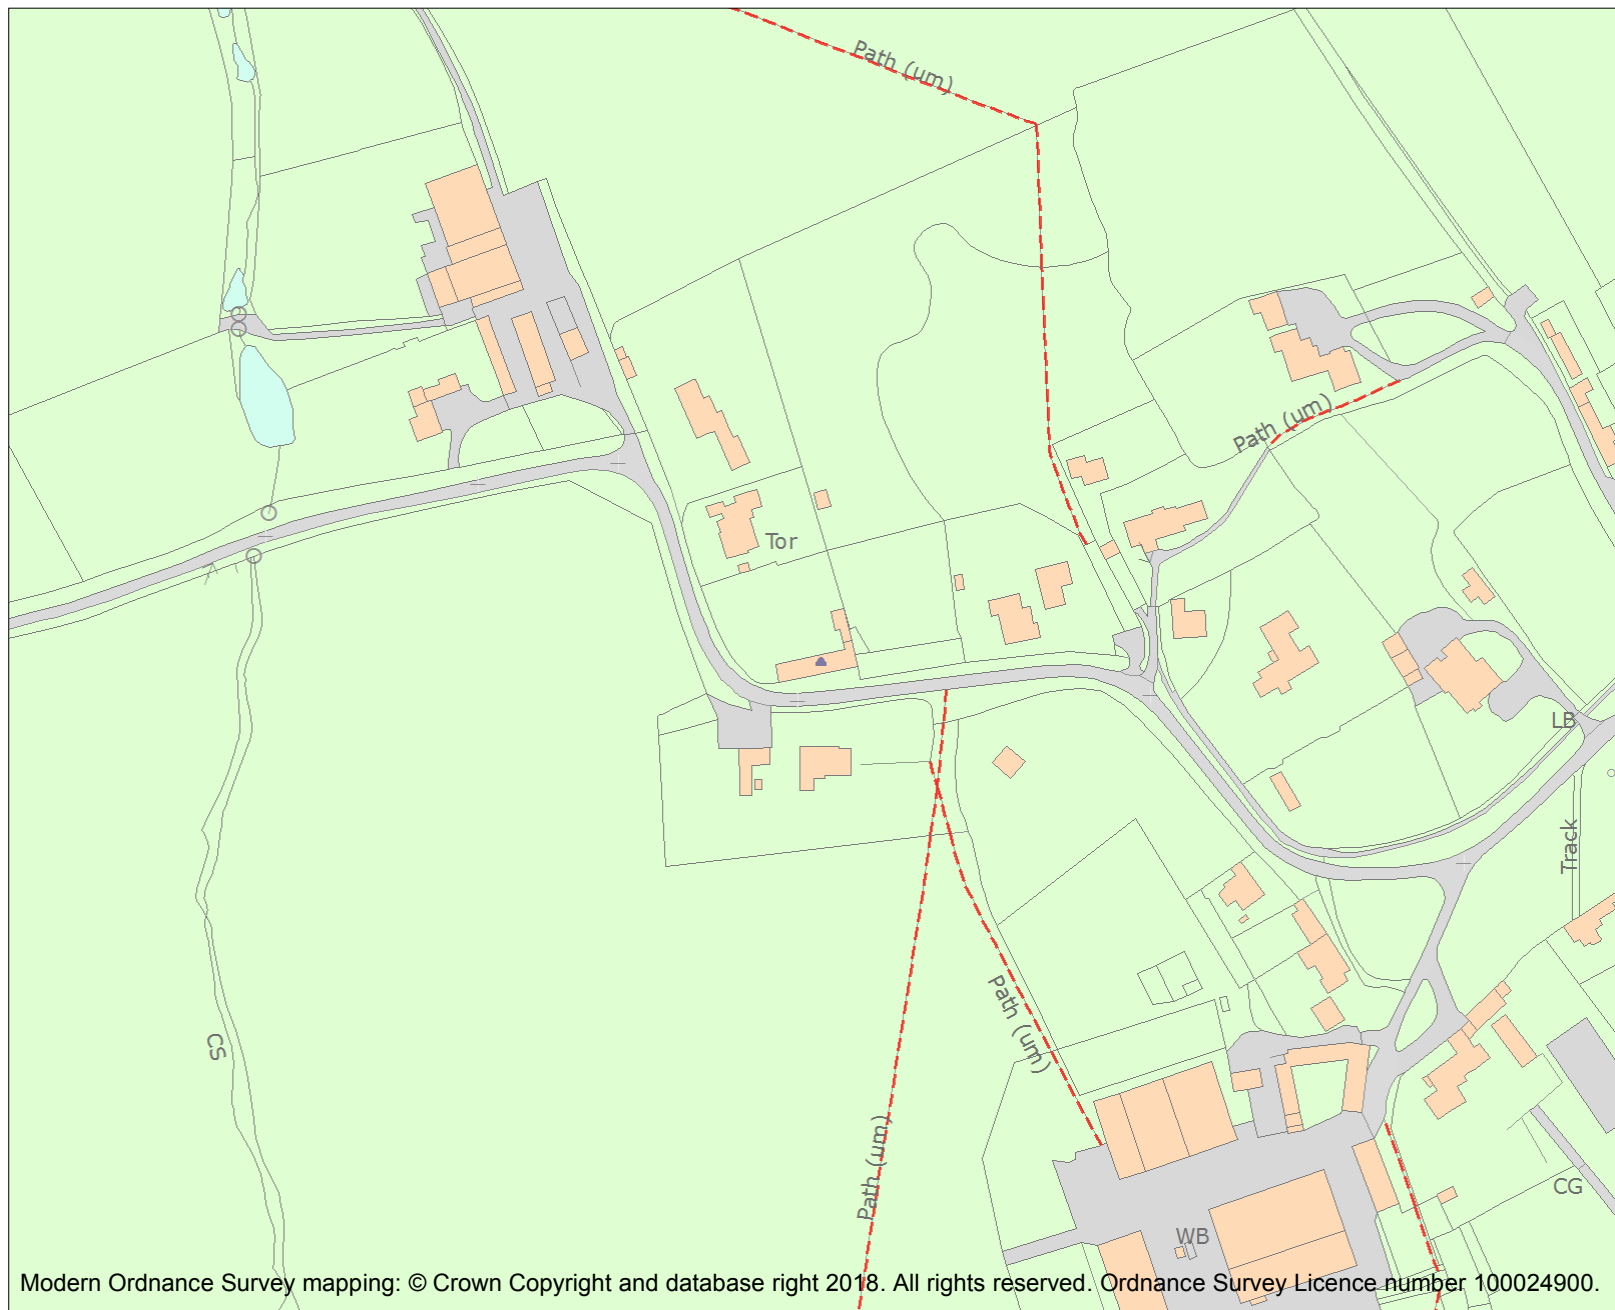 Path (um)
Path (um)
Tor
LB
Track
Path (um)
CS
Path (um)
CG
WB
Modern Ordnance Survey mapping: © Crown Copyright and database right 2018. All rights reserved. Ordnance Survey Licence number 100024900.